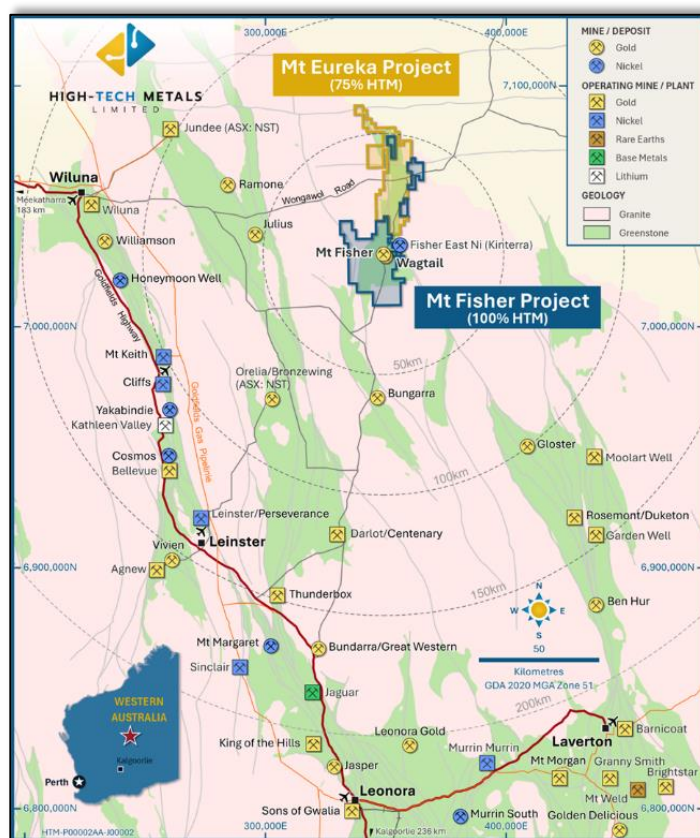 HIGH-TECH METALS
LIMITED
300,000E
400,000E
7,100,000N
Mt Eureka Project
(75% HTM)
MINE / DEPOSIT
Gold
Nickel
OPERATING MINE / PLANT
Gold
Nickel
Rare Earths
Base Metals
Lithium
GEOLOGY
Granite
Greenstone
Jundee (ASX: NST)
Wiluna
Meekatharra
183 km
Wiluna
Ramone
Wongawol Road
Julius
Williamson
Mt Fisher
Fisher East Ni (Kinterra)
Wagtail
Honeymoon Well
Goldfields Highway
Mt Fisher Project
(100% HTM)
7,000,000N
7,000,000N
Mt Keith
Cliffs
Goldfields Gas Pipelinie
Orelia/Bronzewing
(ASX: NST)
50km
Bungarra
Yakabindie
Kathleen Valley
Cosmos
Bellevue
Gloster
Moolart Well
100km
Leinster/Perseverance
Leinster
Darlot/Centenary
Rosemont/Duketon
Garden Well
Vivien
Agnew
6,900,000N
6,900,000N
Thunderbox
150km
Ben Hur
N
W
E
S
50
Kilometres
GDA 2020 MGA Zone 51
Mt Margaret
Bundarra/Great Western
Sinclair
Jaguar
200km
WESTERN
AUSTRALIA
Kalgoorlie
Perth
King of the Hills
Leonora Gold
Laverton
Barnicoat
Murrin Murrin
Jasper
Mt Morgan
Granny Smith
Brightstar
Leonora
Mt Weld
Sons of Gwalia
Murrin South
Golden Delicious
6,800,000N
6,800,000N
HTM-P00002AA-J00002
300,000E
Kalgoorlie 236 km
400,000E